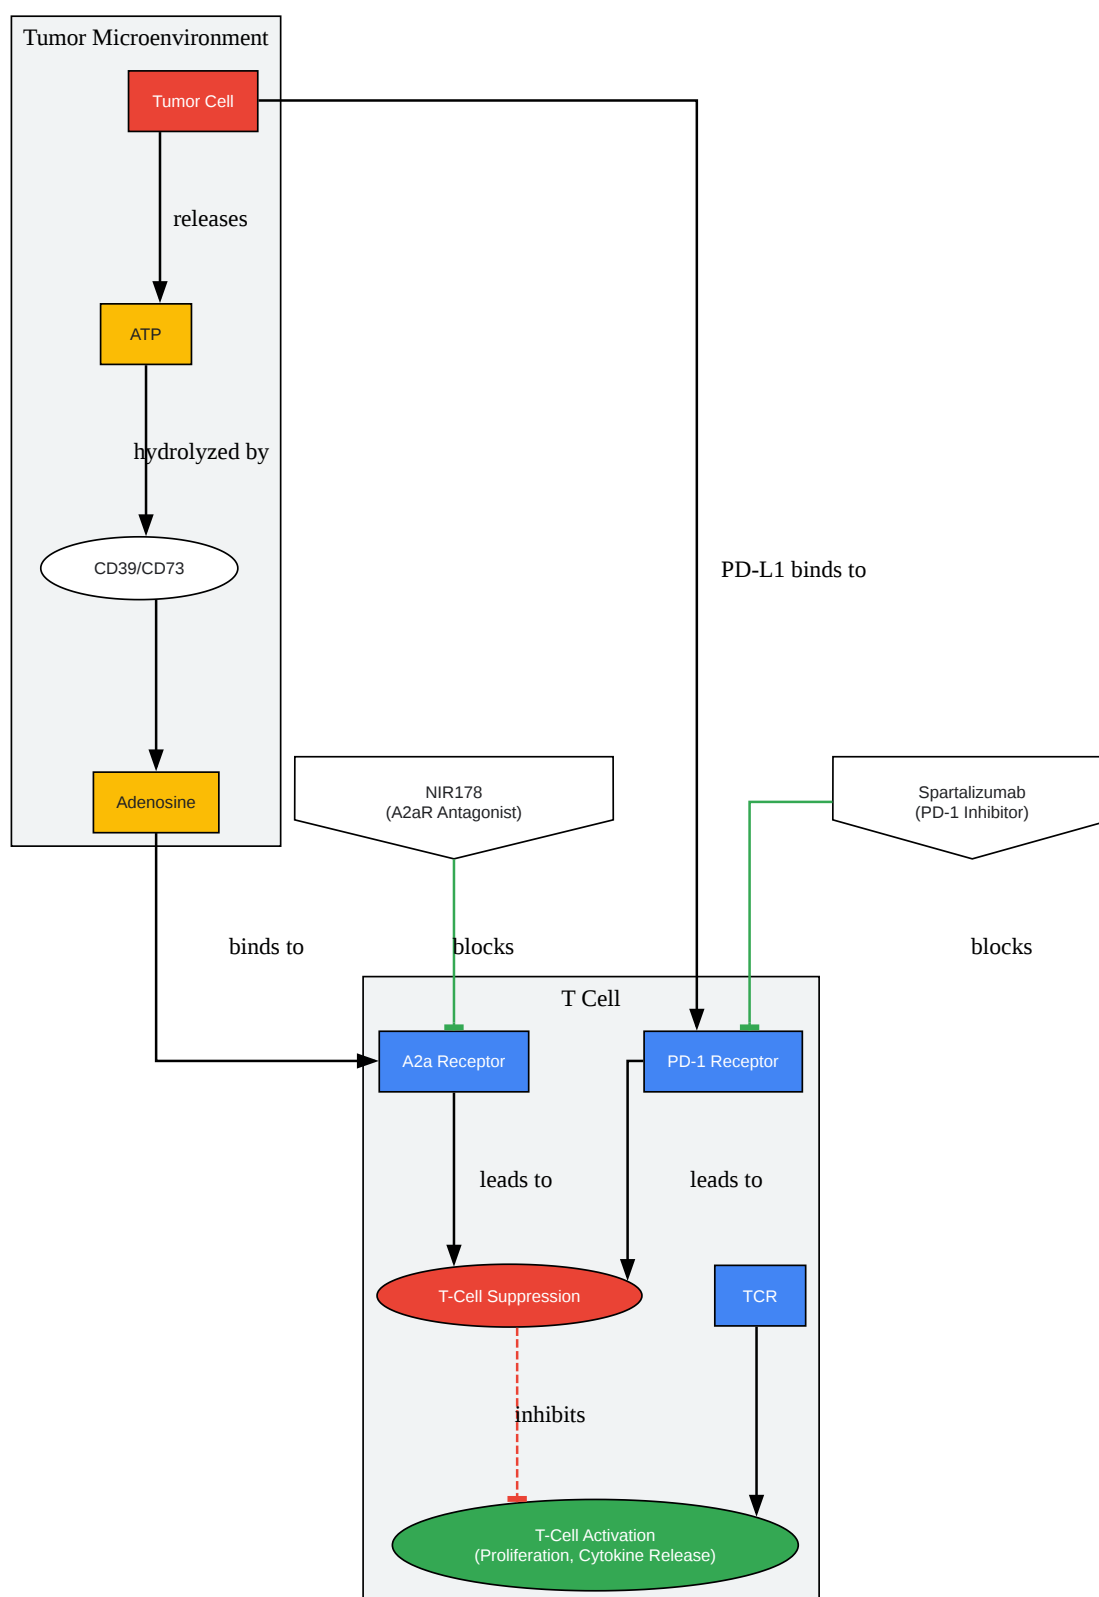 Tumor Microenvironment
Tumor Cell
releases
ATP
hydrolyzed by
CD39/CD73
PD-L1 binds to
Adenosine
NIR178
(A2aR Antagonist)
Spartalizumab
(PD-1 Inhibitor)
binds to
blocks
blocks
T Cell
A2a Receptor
PD-1 Receptor
leads to
leads to
T-Cell Suppression
TCR
inhibits
T-Cell Activation
(Proliferation, Cytokine Release)